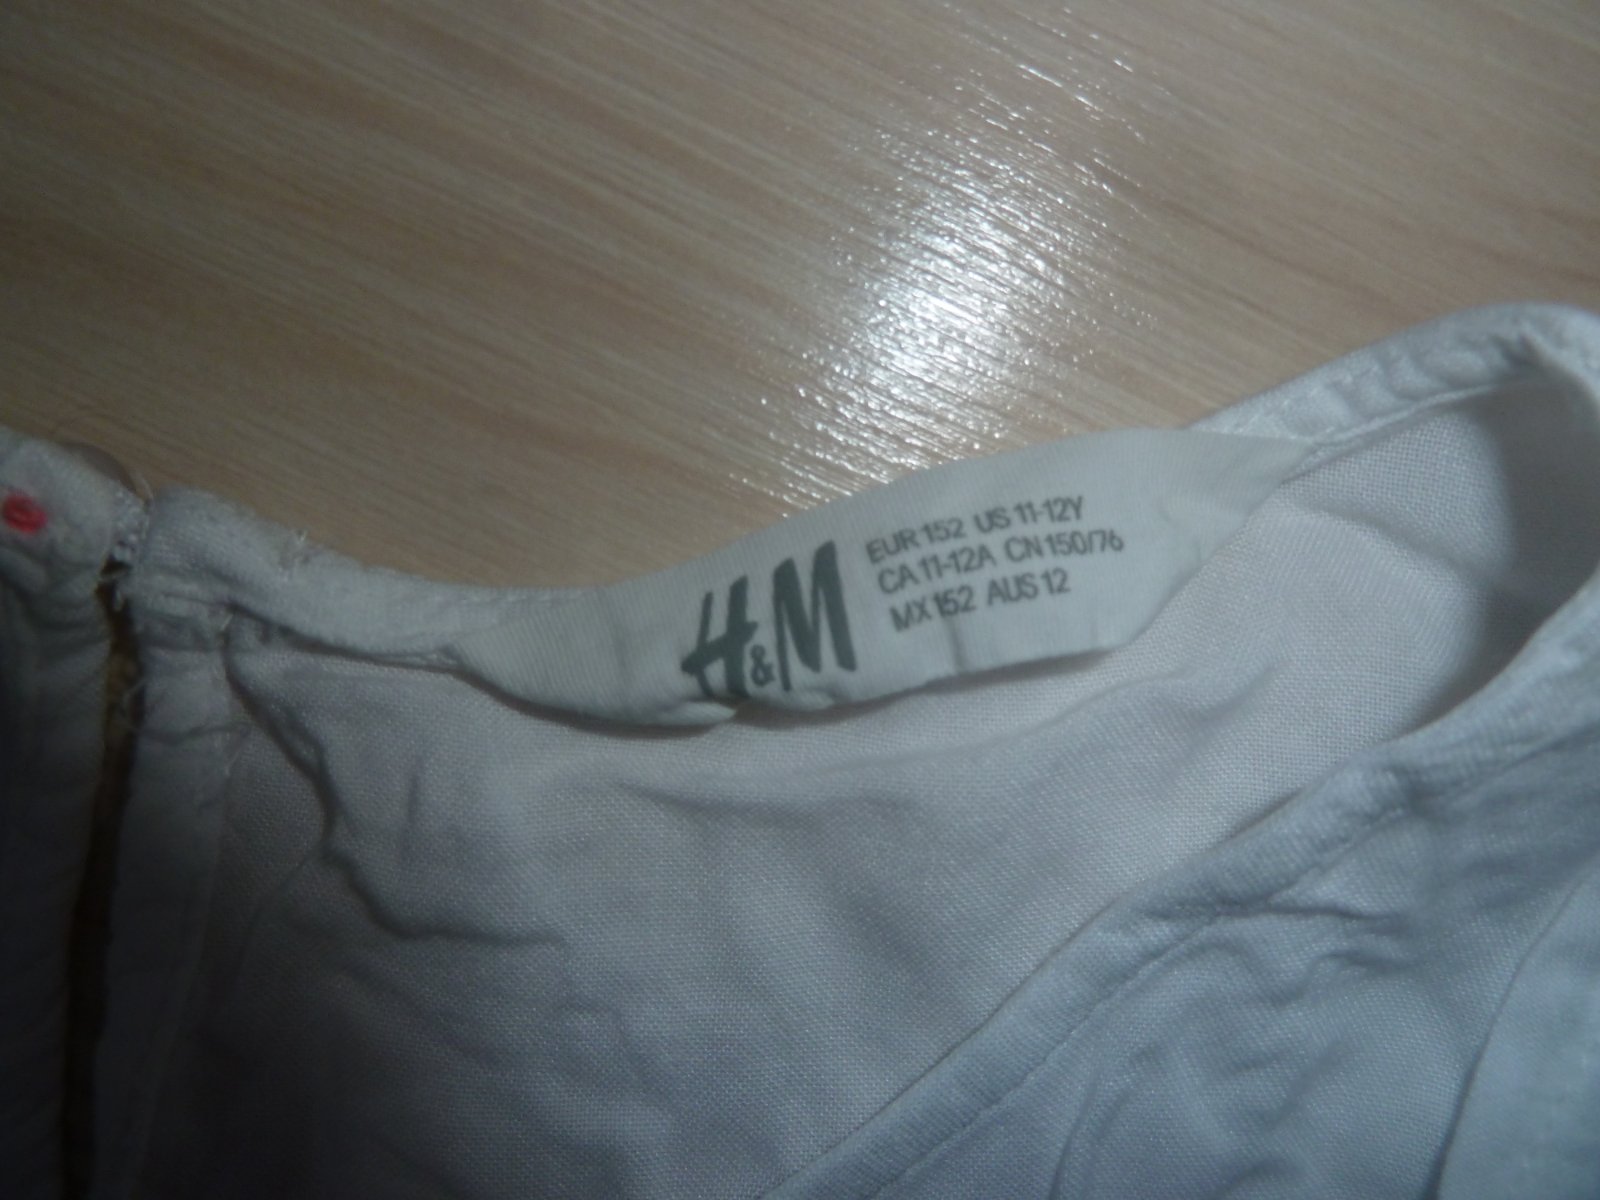 H&M
EUR 152 US 11-12Y
CA 11-12A CN 150/76
MX 152 AUS 12